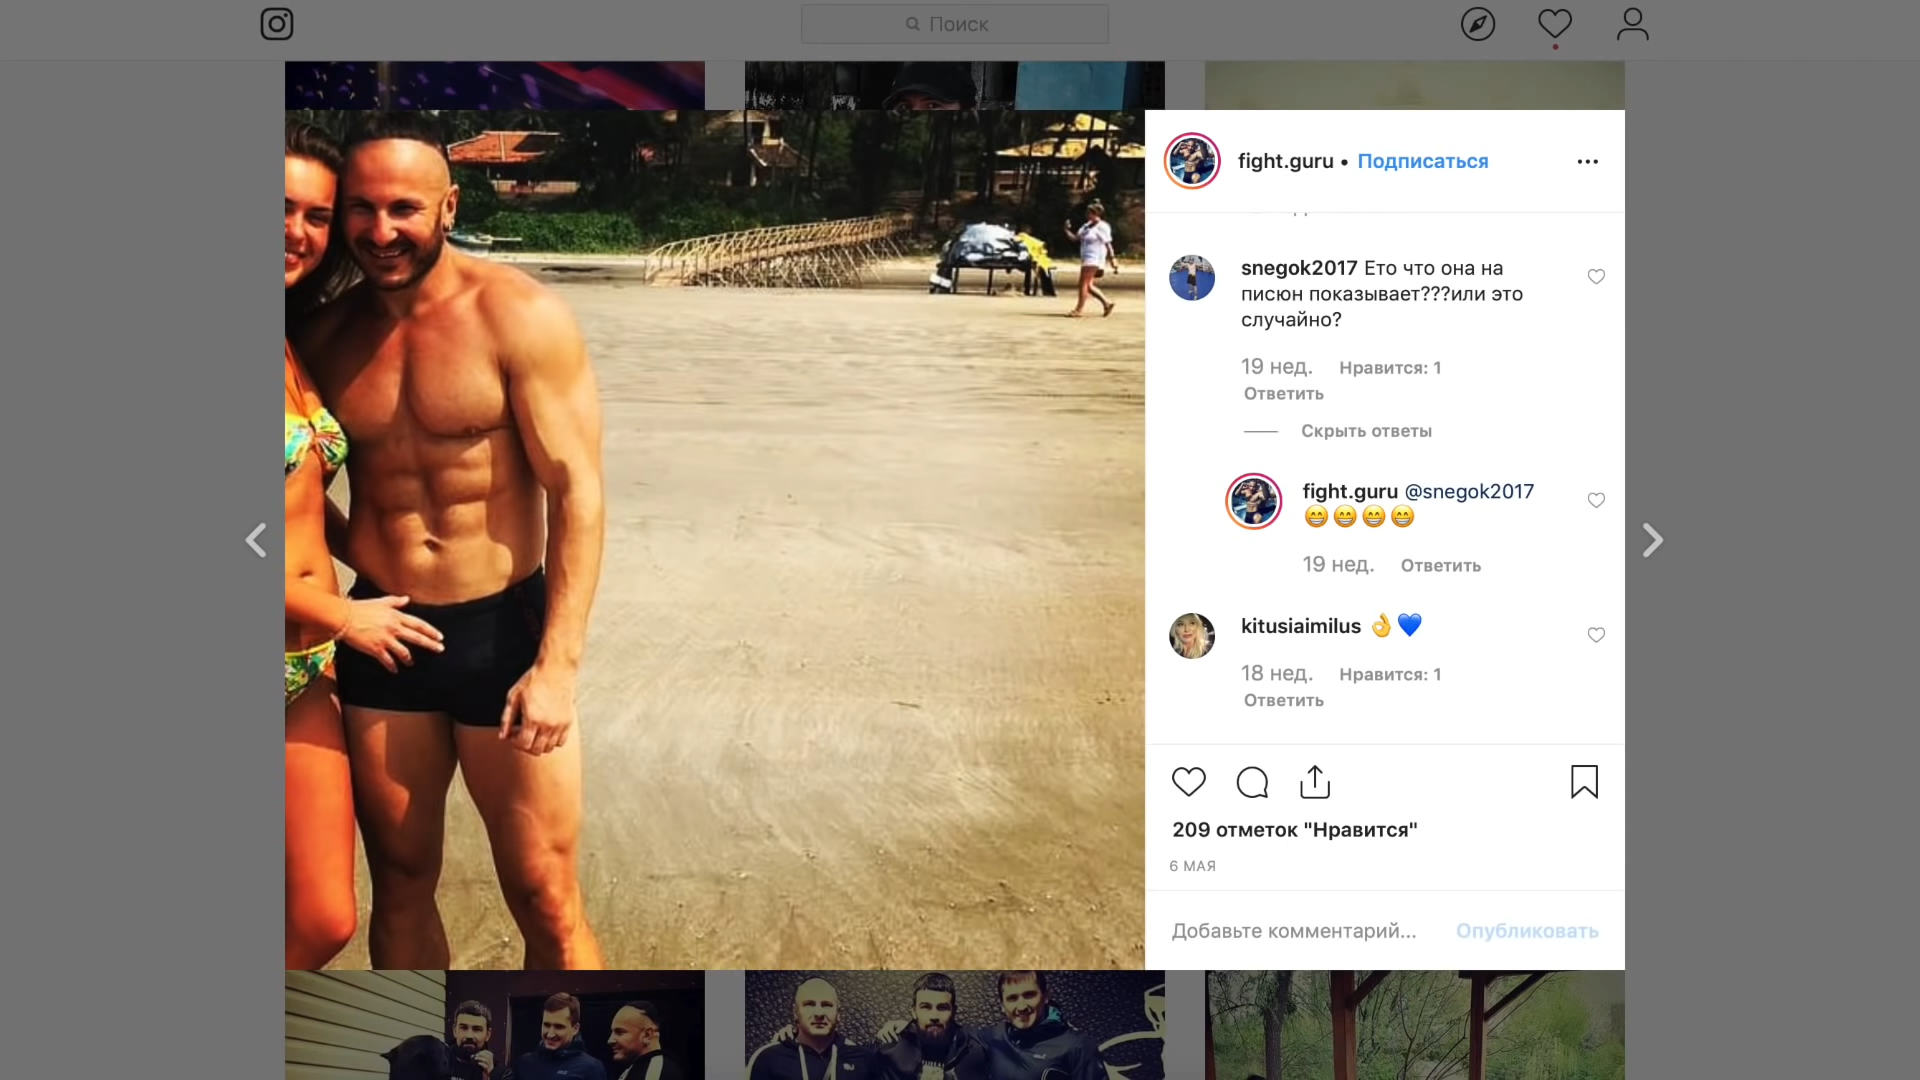 Поиск
fight.guru • Подписаться
snegok2017 Ето что она на
писюн показывает???или это
случайно?
19 нед. Нравится: 1
Ответить
Скрыть ответы
fight.guru @snegok2017
😁😁😁😁
19 нед. Ответить
kitusiaimilus 👌💙
18 нед. Нравится: 1
Ответить
209 отметок "Нравится"
6 МАЯ
Добавьте комментарий... Опубликовать